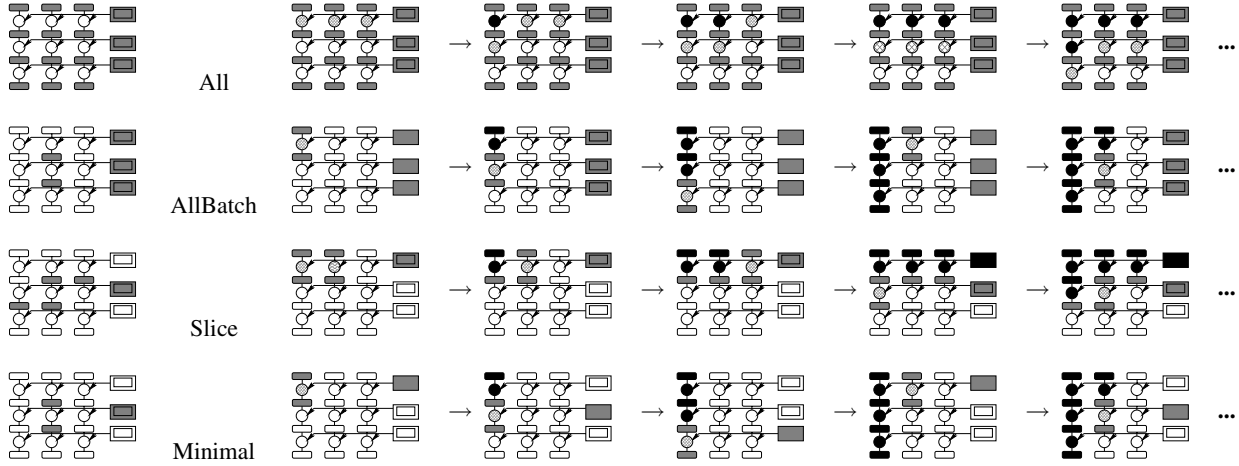 All
→ → → → ...
AllBatch
→ → → → ...
Slice
→ → → → ...
Minimal
→ → → → ...